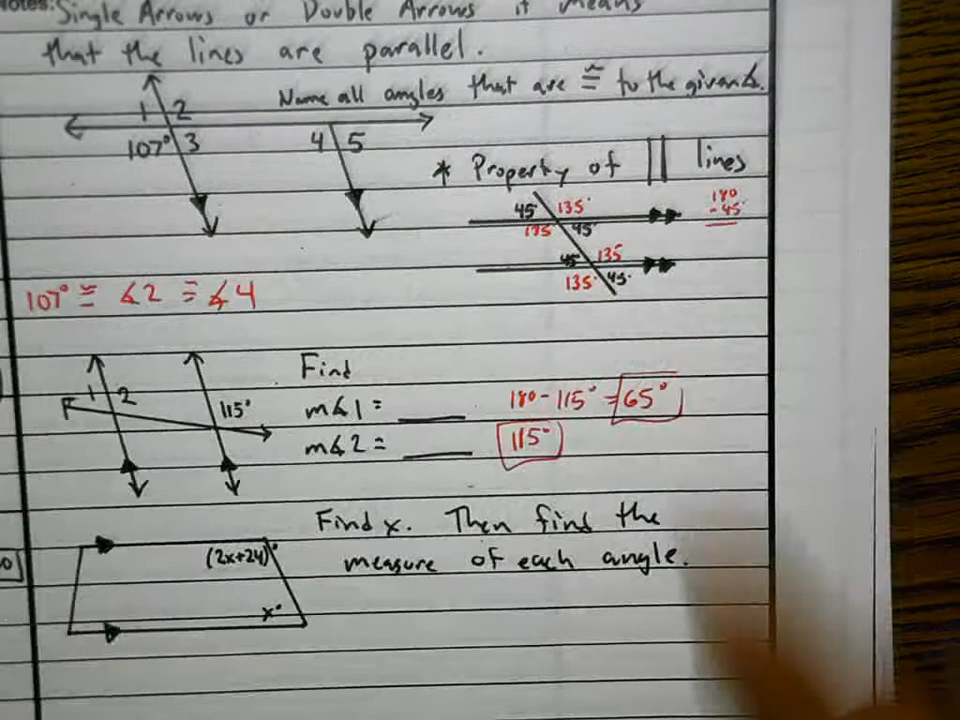 Notes: Single Arrows or Double Arrows it means
that the lines are parallel.
Name all angles that are ≅ to the given∡.
1 2
107° 3
4 5
* Property of || lines
45° 135°
135 45°
45° 135
135° 45°
180
-45
107° ≅ ∡2 ≅ ∡4
Find
1 2
115°
m∡1 = ____ 180-115° = 65°
m∡2 = ____ 115°
Find x. Then find the
measure of each angle.
(2x+24)°
x°